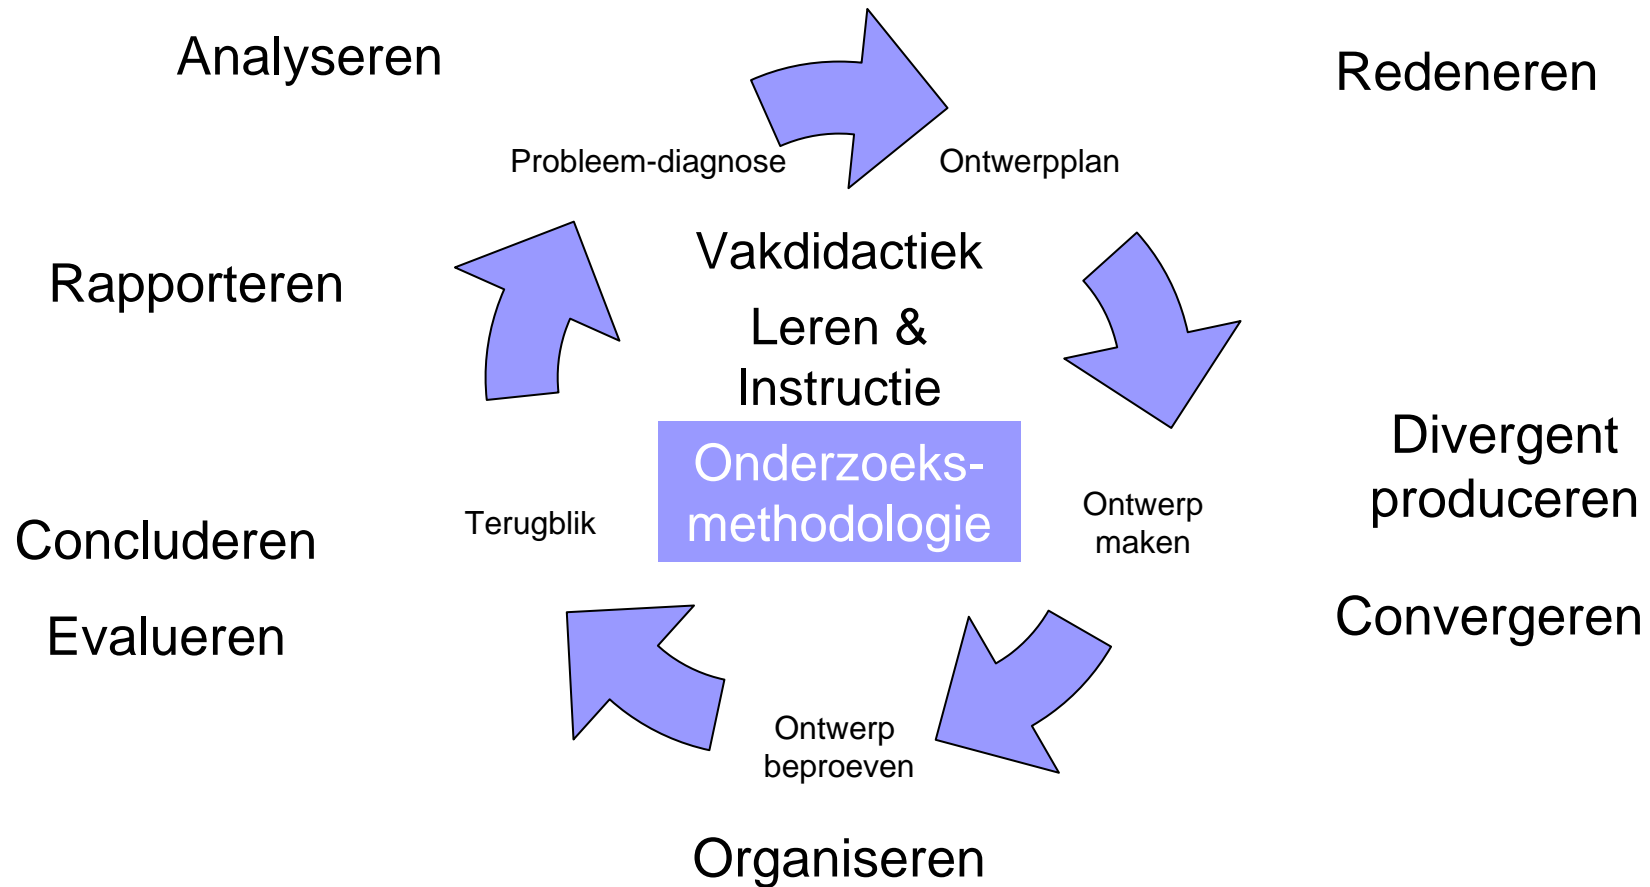 Analyseren
Redeneren
Probleem-diagnose
Ontwerpplan
Vakdidactiek
Rapporteren
Leren &
Instructie
Divergent
produceren
Onderzoeks-
methodologie
Ontwerp
maken
Terugblik
Concluderen
Convergeren
Evalueren
Ontwerp
beproeven
Organiseren